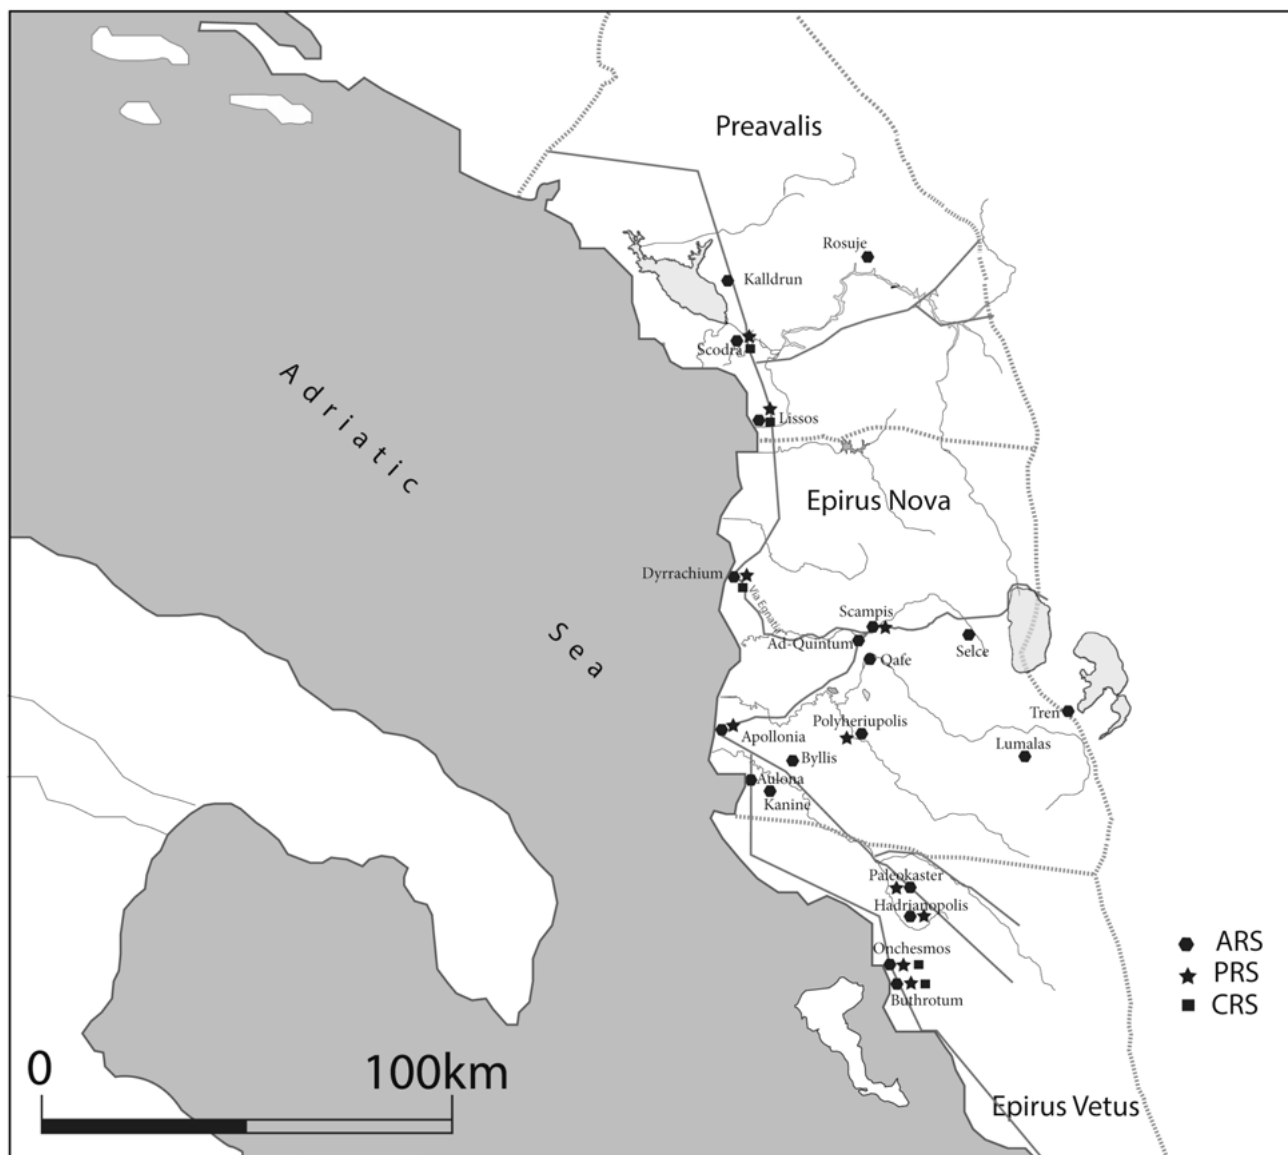 Preavalis
Rosuje
Kalldrun
Scodra
Adriatic
Sea
Lissos
Epirus Nova
Dyrrachium
Via Egnatia
Scampis
Ad-Quintum
Selce
Qafe
Tren
Polyheriupolis
Apollonia
Lumalas
Byllis
Aulona
Kanine
Paleokaster
Hadrianopolis
Onchesmos
Buthrotum
ARS
PRS
CRS
0
100km
Epirus Vetus